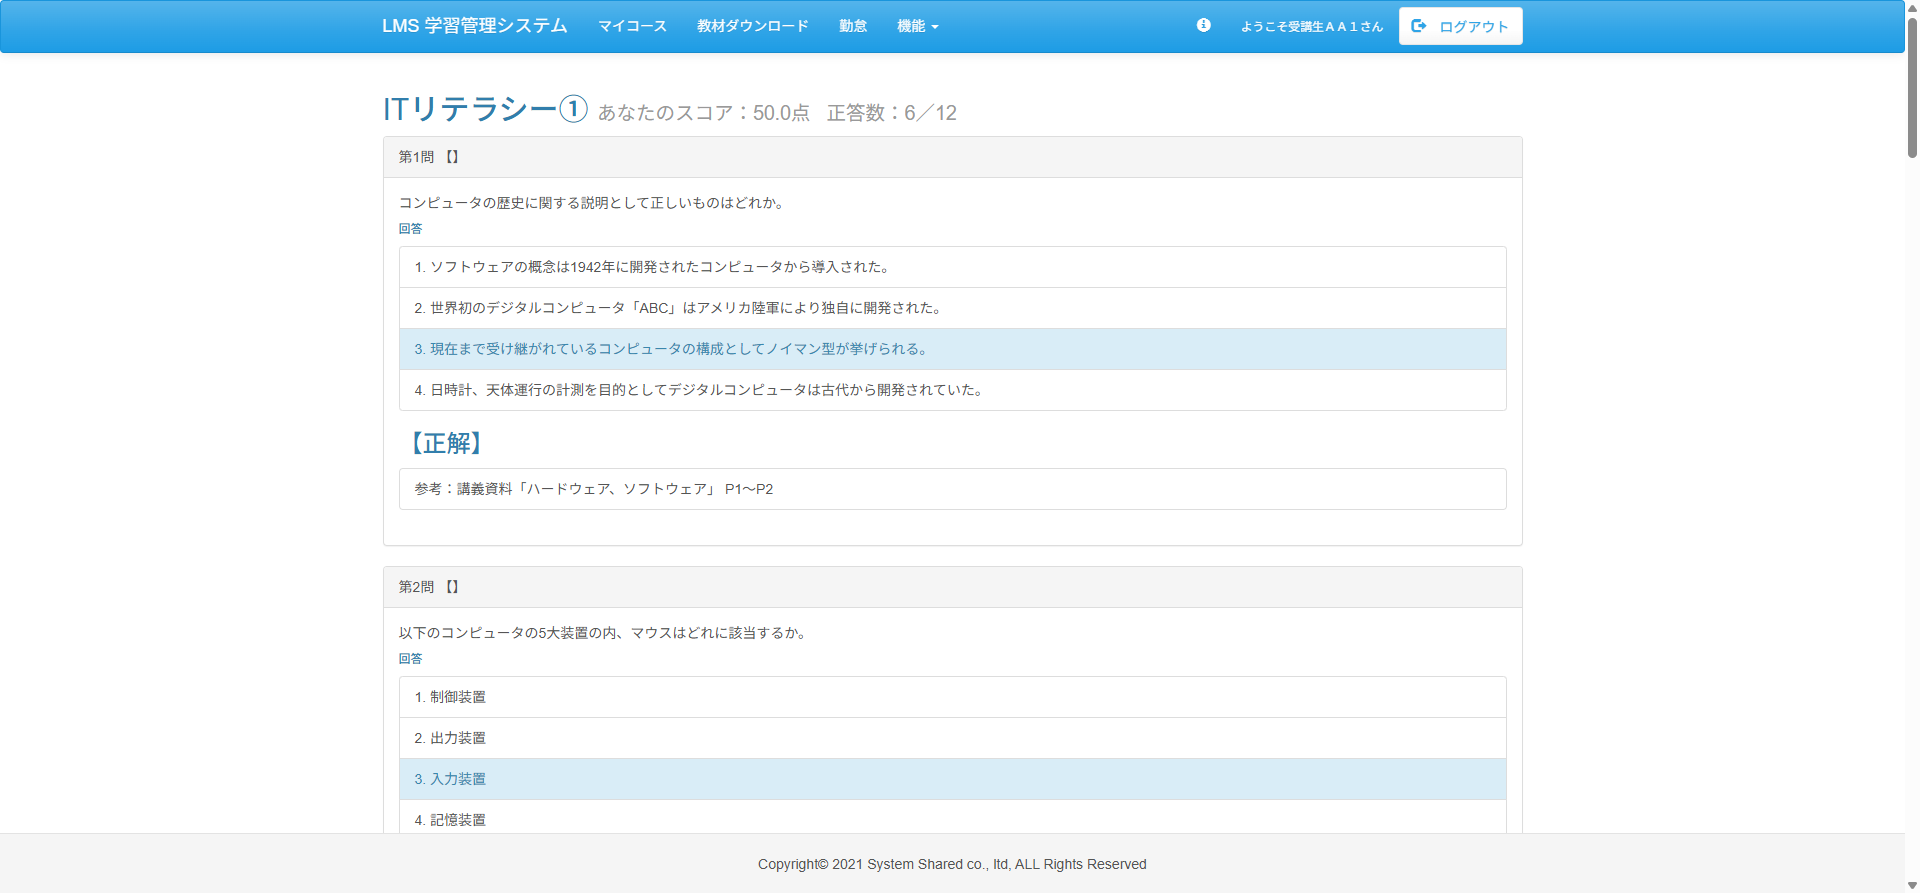 LMS 学習管理システム マイコース 教材ダウンロード 勤怠 機能 ようこそ受講生ＡＡ１さん ログアウト
ITリテラシー① あなたのスコア：50.0点 正答数：6／12
第1問 【】
コンピュータの歴史に関する説明として正しいものはどれか。
回答
1. ソフトウェアの概念は1942年に開発されたコンピュータから導入された。
2. 世界初のデジタルコンピュータ「ABC」はアメリカ陸軍により独自に開発された。
3. 現在まで受け継がれているコンピュータの構成としてノイマン型が挙げられる。
4. 日時計、天体運行の計測を目的としてデジタルコンピュータは古代から開発されていた。
【正解】
参考：講義資料「ハードウェア、ソフトウェア」 P1～P2
第2問 【】
以下のコンピュータの5大装置の内、マウスはどれに該当するか。
回答
1. 制御装置
2. 出力装置
3. 入力装置
4. 記憶装置
Copyright© 2021 System Shared co., ltd, ALL Rights Reserved